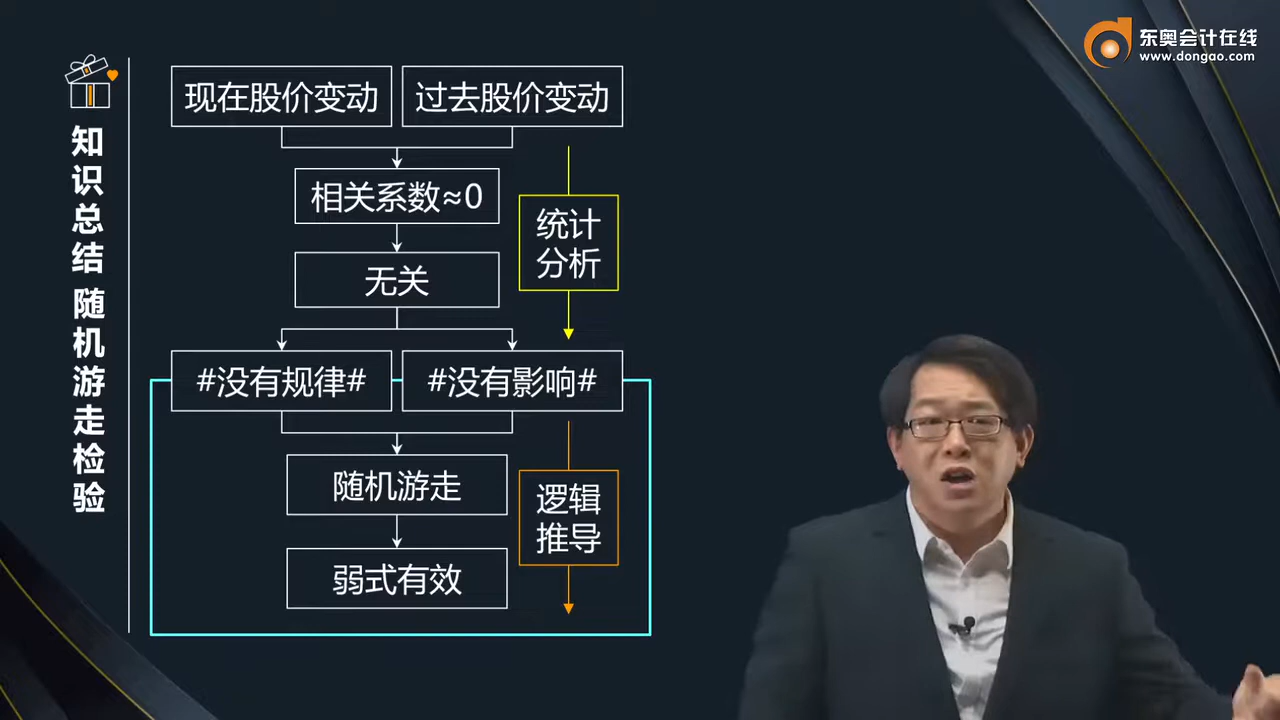 东奥会计在线
www.dongao.com
知识总结 随机游走检验
现在股价变动
过去股价变动
相关系数≈0
统计
分析
无关
#没有规律#
#没有影响#
随机游走
逻辑
推导
弱式有效